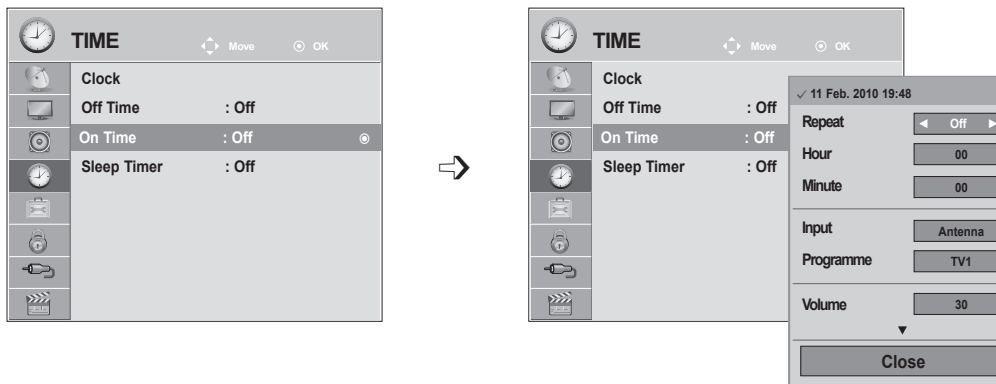 TIME
Move
OK
Clock
Off Time : Off
On Time : Off
Sleep Timer : Off
TIME
Move
OK
Clock
Off Time : Off
On Time : Off
Sleep Timer : Off
11 Feb. 2010 19:48
Repeat Off
Hour 00
Minute 00
Input Antenna
Programme TV1
Volume 30
Close